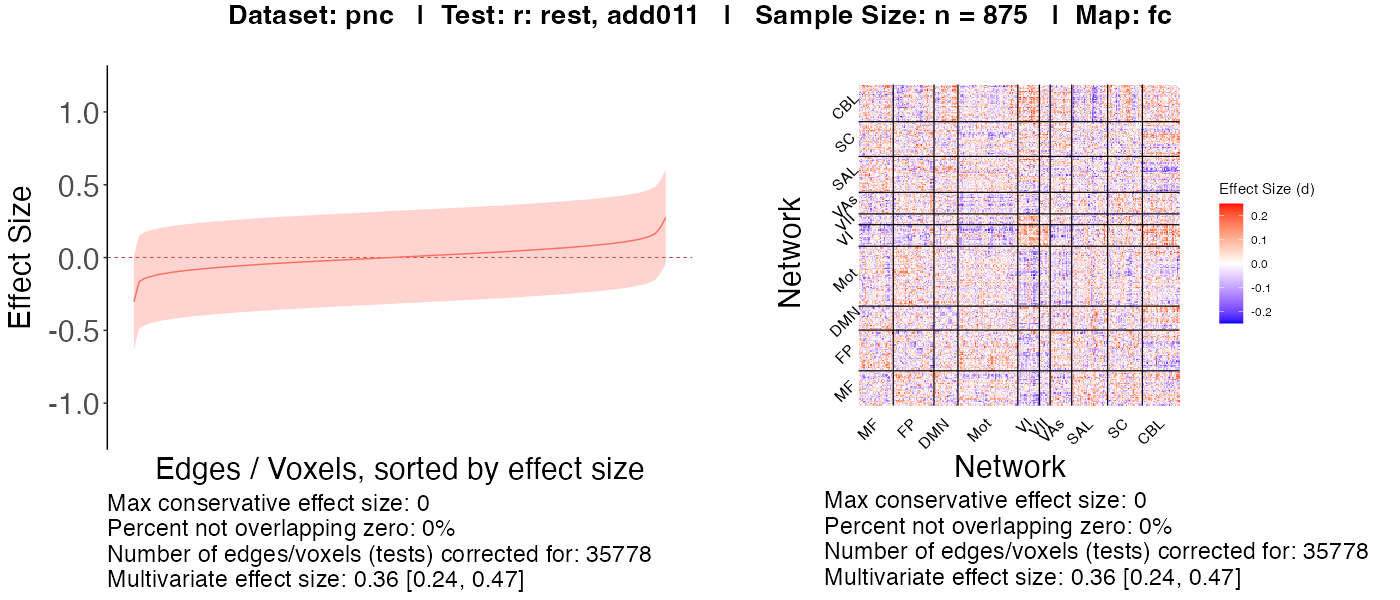 Dataset: pnc | Test: r: rest, add011 | Sample Size: n = 875 | Map: fc
Effect Size
1.0
0.5
0.0
-0.5
-1.0
Edges / Voxels, sorted by effect size
Max conservative effect size: 0
Percent not overlapping zero: 0%
Number of edges/voxels (tests) corrected for: 35778
Multivariate effect size: 0.36 [0.24, 0.47]
Network
CBL
SC
SAL
VAs
VII
VI
Mot
DMN
FP
MF
MF
FP
DMN
Mot
VI
VII
VAs
SAL
SC
CBL
Network
Effect Size (d)
0.2
0.1
0.0
-0.1
-0.2
Max conservative effect size: 0
Percent not overlapping zero: 0%
Number of edges/voxels (tests) corrected for: 35778
Multivariate effect size: 0.36 [0.24, 0.47]